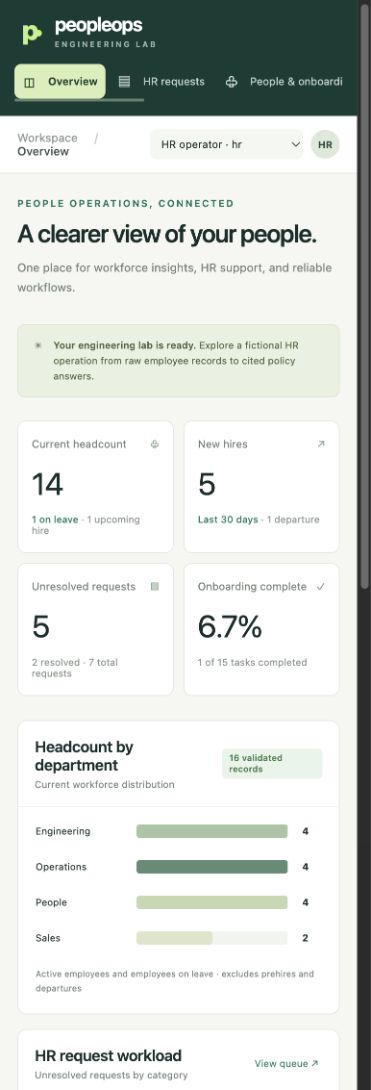 peopleops
ENGINEERING LAB
Overview
HR requests
People & onboardi
Workspace /
Overview
HR operator · hr
HR
PEOPLE OPERATIONS, CONNECTED
A clearer view of your people.
One place for workforce insights, HR support, and reliable
workflows.
Your engineering lab is ready. Explore a fictional HR
operation from raw employee records to cited policy
answers.
Current headcount
14
1 on leave · 1 upcoming
hire
New hires
5
Last 30 days · 1 departure
Unresolved requests
5
2 resolved · 7 total
requests
Onboarding complete
6.7%
1 of 15 tasks completed
Headcount by
department
Current workforce distribution
16 validated
records
Engineering 4
Operations 4
People 4
Sales 2
Active employees and employees on leave · excludes prehires and
departures
HR request workload
Unresolved requests by category
View queue ↗